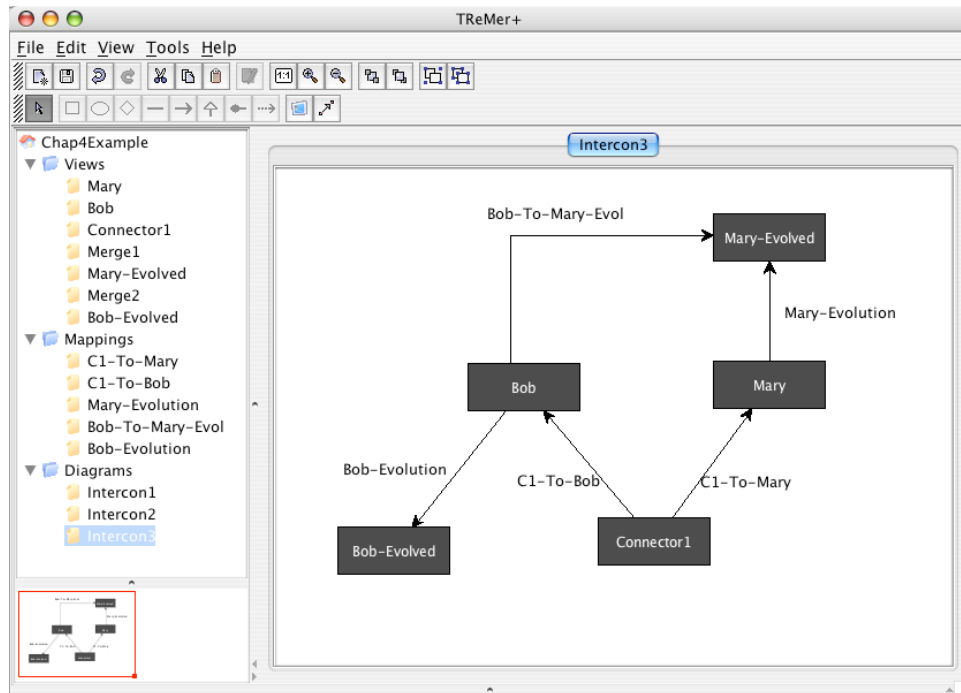 TReMer+
File Edit View Tools Help
1:1
Chap4Example
Views
Mary
Bob
Connector1
Merge1
Mary-Evolved
Merge2
Bob-Evolved
Mappings
C1-To-Mary
C1-To-Bob
Mary-Evolution
Bob-To-Mary-Evol
Bob-Evolution
Diagrams
Intercon1
Intercon2
Intercon3
Intercon3
Bob-To-Mary-Evol
Mary-Evolved
Mary-Evolution
Bob
Mary
Bob-Evolution
C1-To-Bob
C1-To-Mary
Connector1
Bob-Evolved